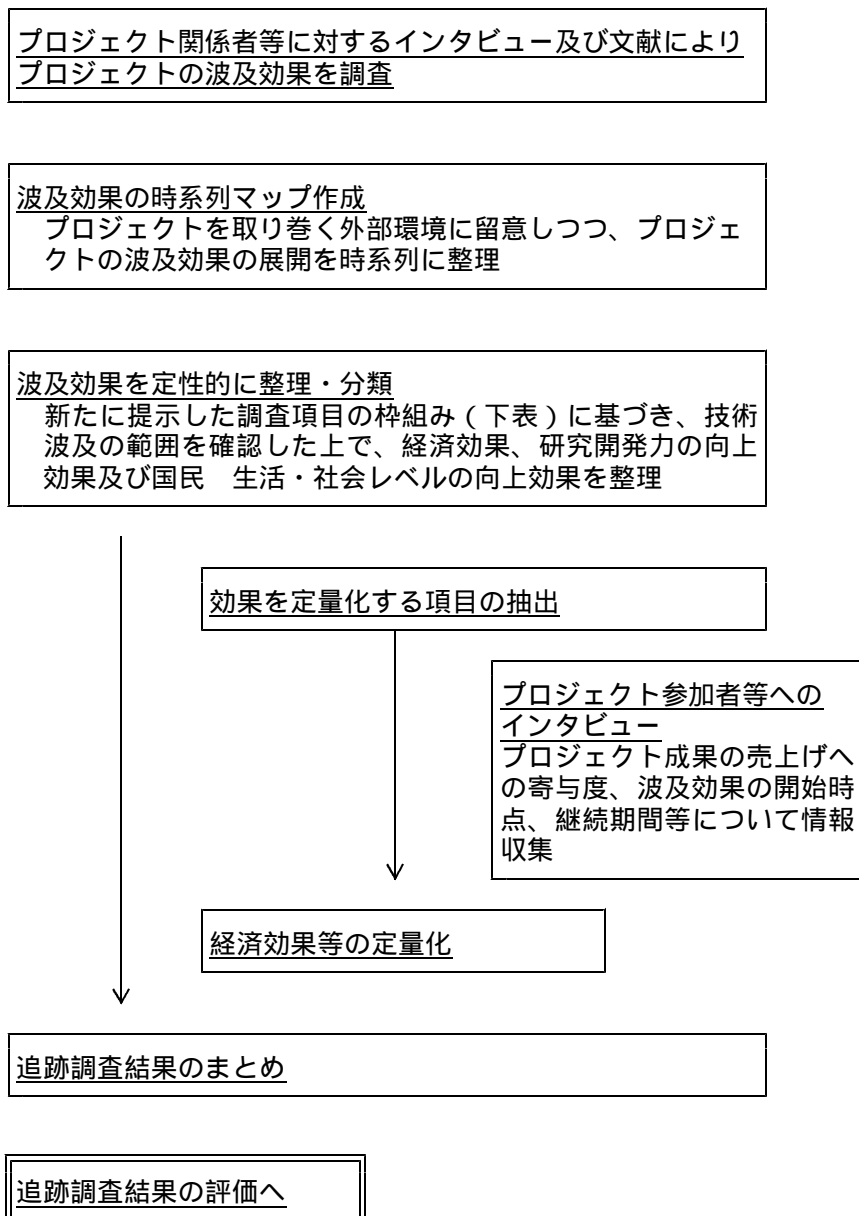 プロジェクト関係者等に対するインタビュー及び文献により
プロジェクトの波及効果を調査
波及効果の時系列マップ作成
プロジェクトを取り巻く外部環境に留意しつつ、プロジェ
クトの波及効果の展開を時系列に整理
波及効果を定性的に整理・分類
新たに提示した調査項目の枠組み(下表)に基づき、技術
波及の範囲を確認した上で、経済効果、研究開発力の向上
効果及び国民　生活・社会レベルの向上効果を整理
効果を定量化する項目の抽出
プロジェクト参加者等への
インタビュー
プロジェクト成果の売上げへ
の寄与度、波及効果の開始時
点、継続期間等について情報
収集
経済効果等の定量化
追跡調査結果のまとめ
追跡調査結果の評価へ